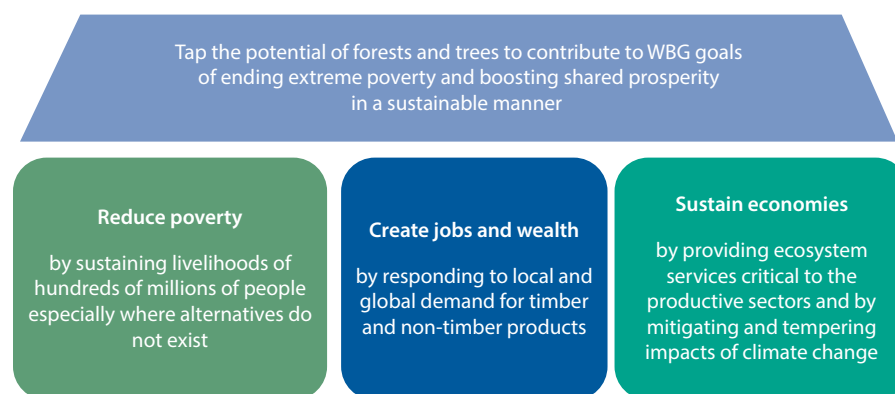 Tap the potential of forests and trees to contribute to WBG goals
of ending extreme poverty and boosting shared prosperity
in a sustainable manner
Reduce poverty
by sustaining livelihoods of
hundreds of millions of people
especially where alternatives do
not exist
Create jobs and wealth
by responding to local and
global demand for timber
and non-timber products
Sustain economies
by providing ecosystem
services critical to the
productive sectors and by
mitigating and tempering
impacts of climate change